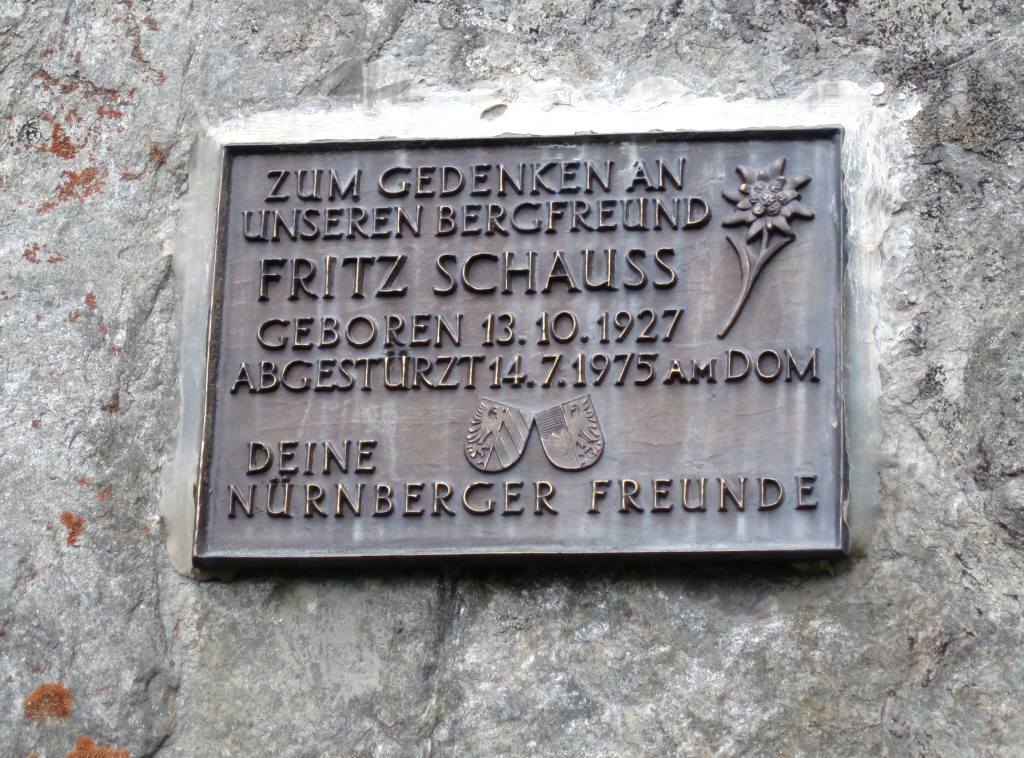 ZUM GEDENKEN AN
UNSEREN BERGFREUND
FRITZ SCHAUSS
GEBOREN 13.10.1927
ABGESTÜRZT 14.7.1975 AM DOM
DEINE
NÜRNBERGER FREUNDE